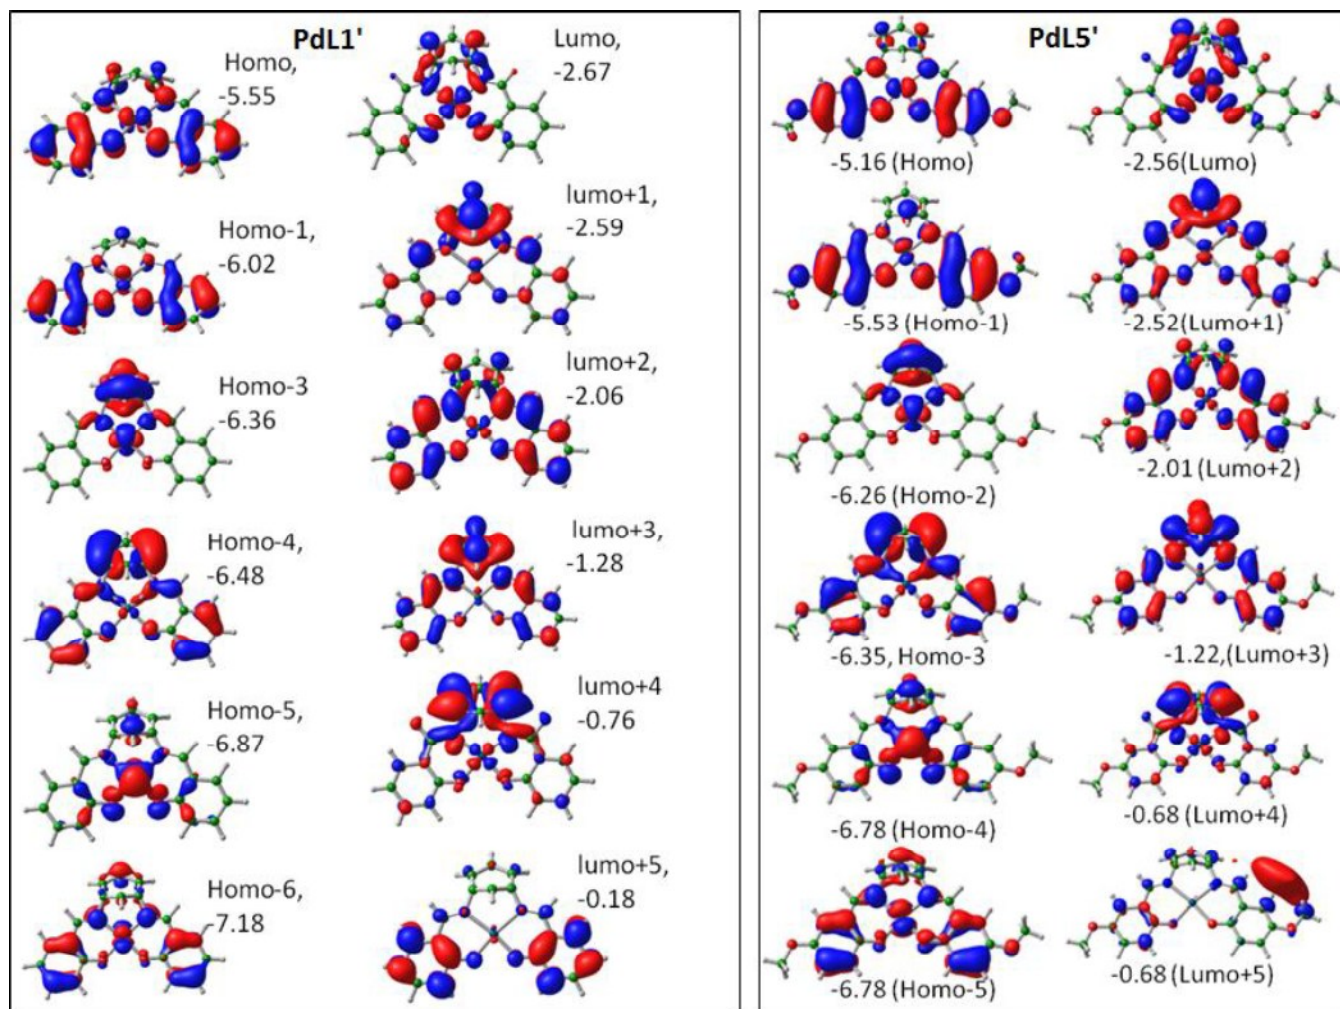 PdL1'
Homo,
-5.55
Lumo,
-2.67
Homo-1,
-6.02
lumo+1,
-2.59
Homo-3
-6.36
lumo+2,
-2.06
Homo-4,
-6.48
lumo+3,
-1.28
Homo-5,
-6.87
lumo+4
-0.76
Homo-6,
-7.18
lumo+5,
-0.18
PdL5'
-5.16 (Homo)
-2.56(Lumo)
-5.53 (Homo-1)
-2.52(Lumo+1)
-6.26 (Homo-2)
-2.01 (Lumo+2)
-6.35, Homo-3
-1.22,(Lumo+3)
-6.78 (Homo-4)
-0.68 (Lumo+4)
-6.78 (Homo-5)
-0.68 (Lumo+5)